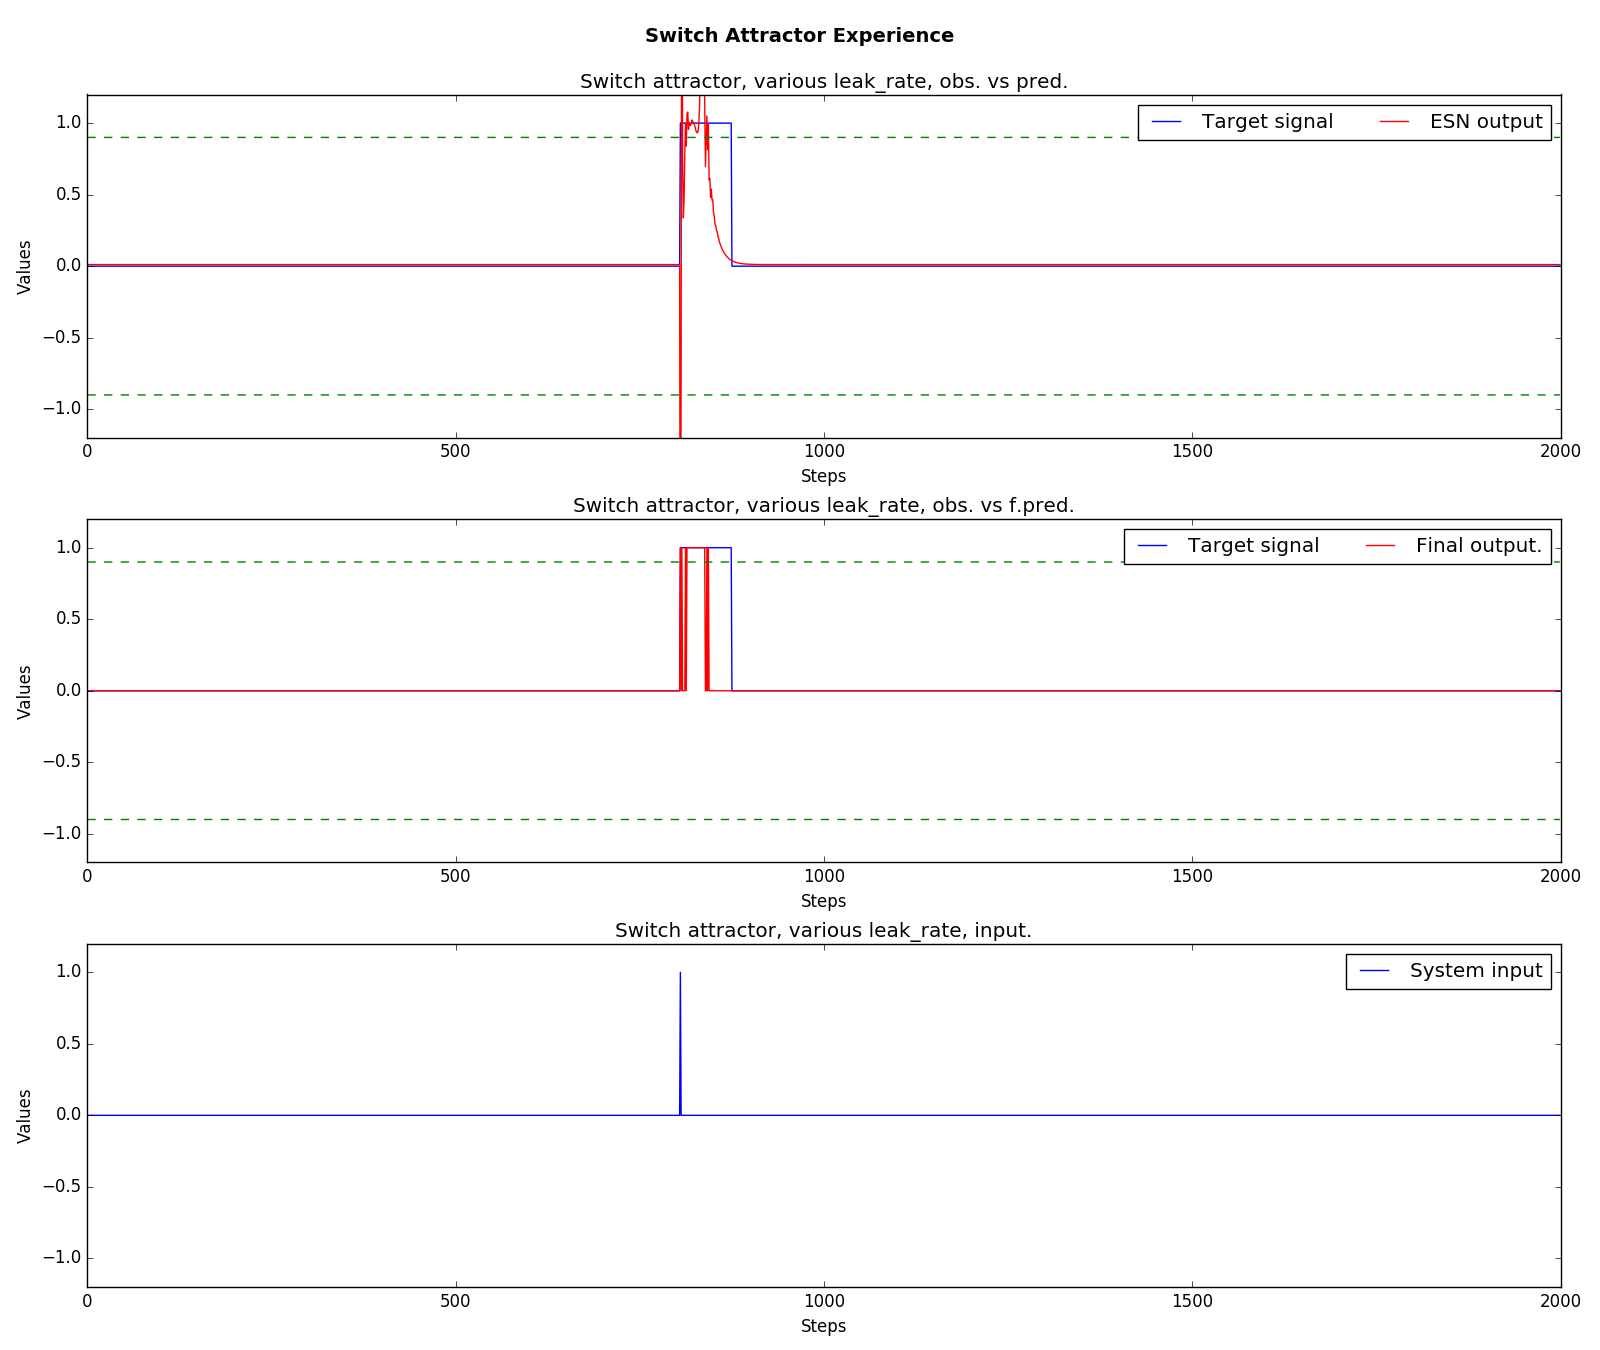 Switch Attractor Experience
Switch attractor, various leak_rate, obs. vs pred.
Target signal ESN output
1.0
0.5
0.0
−0.5
−1.0
Values
0 500 1000 1500 2000
Steps
Switch attractor, various leak_rate, obs. vs f.pred.
Target signal Final output.
1.0
0.5
0.0
−0.5
−1.0
Values
0 500 1000 1500 2000
Steps
Switch attractor, various leak_rate, input.
System input
1.0
0.5
0.0
−0.5
−1.0
Values
0 500 1000 1500 2000
Steps